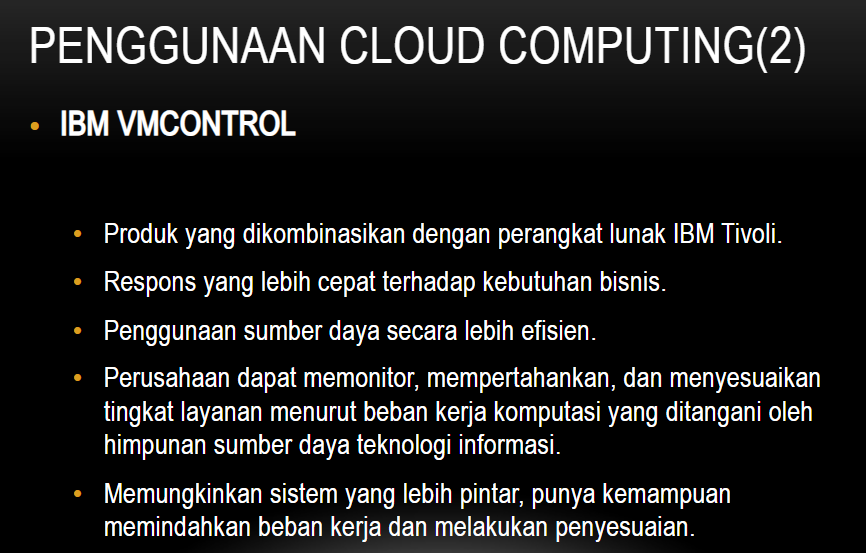 PENGGUNAAN CLOUD COMPUTING(2)
• IBM VMCONTROL
• Produk yang dikombinasikan dengan perangkat lunak IBM Tivoli.
• Respons yang lebih cepat terhadap kebutuhan bisnis.
• Penggunaan sumber daya secara lebih efisien.
• Perusahaan dapat memonitor, mempertahankan, dan menyesuaikan
tingkat layanan menurut beban kerja komputasi yang ditangani oleh
himpunan sumber daya teknologi informasi.
• Memungkinkan sistem yang lebih pintar, punya kemampuan
memindahkan beban kerja dan melakukan penyesuaian.